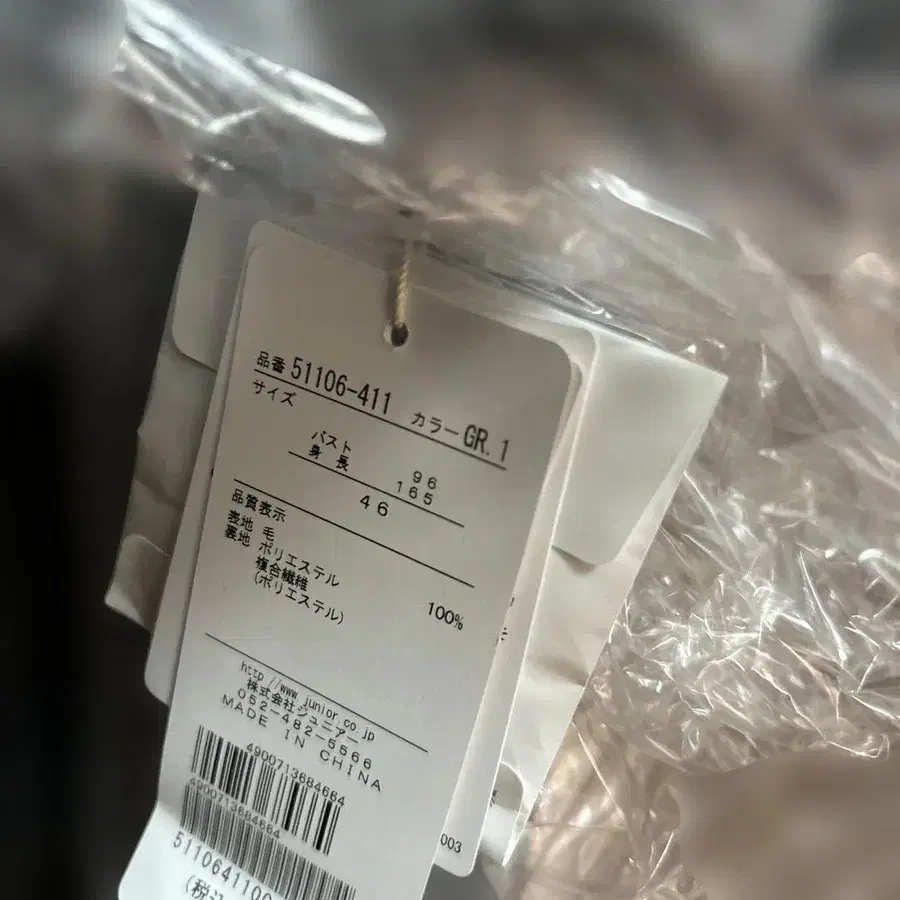 品番 51106-411 カラー GR.1
サイズ
バスト 96
身長 165
46
品質表示
表地 毛
裏地 ポリエステル
複合繊維
(ポリエステル) 100%
http://www.junior.co.jp
株式会社ジュニアー
052-482-5566
MADE IN CHINA
4900713684664
4900713684664
003